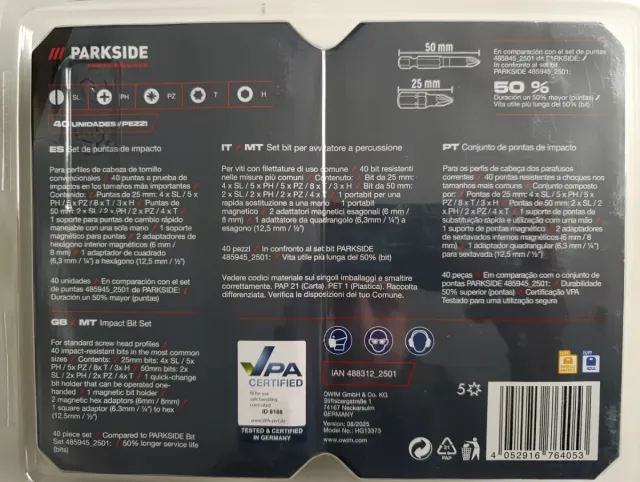 /// PARKSIDE
SL PH PZ T H
40 UNIDADES/PEZZI
50 mm
25 mm
En comparación con el set de puntas
485945_2501 de PARKSIDE:
In confronto al set bit
PARKSIDE 485945_2501:
50 %
Duración un 50% mayor (puntas)
Vita utile più lunga del 50% (bit)
ES Set de puntas de impacto
Para perfiles de cabeza de tornillo
convencionales / 40 puntas a prueba de
impactos en los tamaños más importantes /
Contenido: / Puntas de 25 mm: 4 x SL / 5 x
PH / 5 x PZ / 8 x T / 3 x H / Puntas de
50 mm: 2 x SL / 2 x PH / 2 x PZ / 4 x T /
1 soporte para puntas de cambio rápido
manejable con una sola mano / 1 soporte
magnético para puntas / 2 adaptadores de
hexágono interior magnéticos (6 mm /
8 mm) / 1 adaptador de cuadrado
(6,3 mm / ¼") a hexágono (12,5 mm / ½")
40 unidades / En comparación con el set
de puntas 485945_2501 de PARKSIDE: /
Duración un 50% mayor (puntas)
GB / MT Impact Bit Set
For standard screw head profiles /
40 impact-resistant bits in the most common
sizes / Contents: / 25mm bits: 4x SL / 5x
PH / 5x PZ / 8x T / 3x H / 50mm bits: 2x
SL / 2x PH / 2x PZ / 4x T / 1 quick-change
bit holder that can be operated one-
handed / 1 magnetic bit holder /
2 magnetic hex adaptors (6mm / 8mm) /
1 square adaptor (6.3mm / ¼") to hex
(12.5mm / ½")
40 piece set / Compared to PARKSIDE Bit
Set 485945_2501: / 50% longer service life
(bits)
IT / MT Set bit per avvitatore a percussione
Per viti con filettature di uso comune / 40 bit resistenti
nelle misure più comuni / Contenuto: / Bit da 25 mm:
4 x SL / 5 x PH / 5 x PZ / 8 x T / 3 x H / Bit da 50 mm:
2 x SL / 2 x PH / 2 x PZ / 4 x T / 1 portabit per una
rapida sostituzione a una mano / 1 portabit
magnetico / 2 adattatori magnetici esagonali (6 mm /
8 mm) / 1 adattatore da quadrangolo (6,3mm / ¼") a
esagono (12,5 mm / ½")
40 pezzi / In confronto al set bit PARKSIDE
485945_2501: / Vita utile più lunga del 50% (bit)
Vedere codici materiale sui singoli imballaggi e smaltire
correttamente. PAP 21 (Carta). PET 1 (Plastica). Raccolta
differenziata. Verifica le disposizioni del tuo Comune.
VPA
CERTIFIED
fit for use
safe handling
ID 8108
www.VPA-pruf.de
TESTED & CERTIFIED
IN GERMANY
IAN 488312_2501
OWIM GmbH & Co. KG
Stiftsbergstraße 1
74167 Neckarsulm
GERMANY
Version: 08/2025
Model No.: HG13375
www.owim.com
PT Conjunto de pontas de impacto
Para os perfis de cabeça dos parafusos
correntes / 40 pontas resistentes a choques nos
tamanhos mais comuns / Conjunto composto
por: / Pontas de 25 mm: 4 x SL / 5 x PH / 5 x
PZ / 8 x T / 3 x H / Pontas de 50 mm: 2 x SL / 2
x PH / 2 x PZ / 4 x T / 1 suporte de pontas de
substituição rápida e utilização com uma mão /
1 suporte de pontas magnético / 2 adaptadores
de sextavados internos magnéticos (6 mm /
8 mm) / 1 adaptador quadrangular (6,3 mm / ¼")
para sextavada (12,5 mm / ½")
40 peças / En comparação com o conjunto de
pontas PARKSIDE 485945_2501: / Durabilidade
50% superior (pontas) / Certificação VPA
Testado para uma utilização segura
5
CE
21
PAP
4 052916 764053